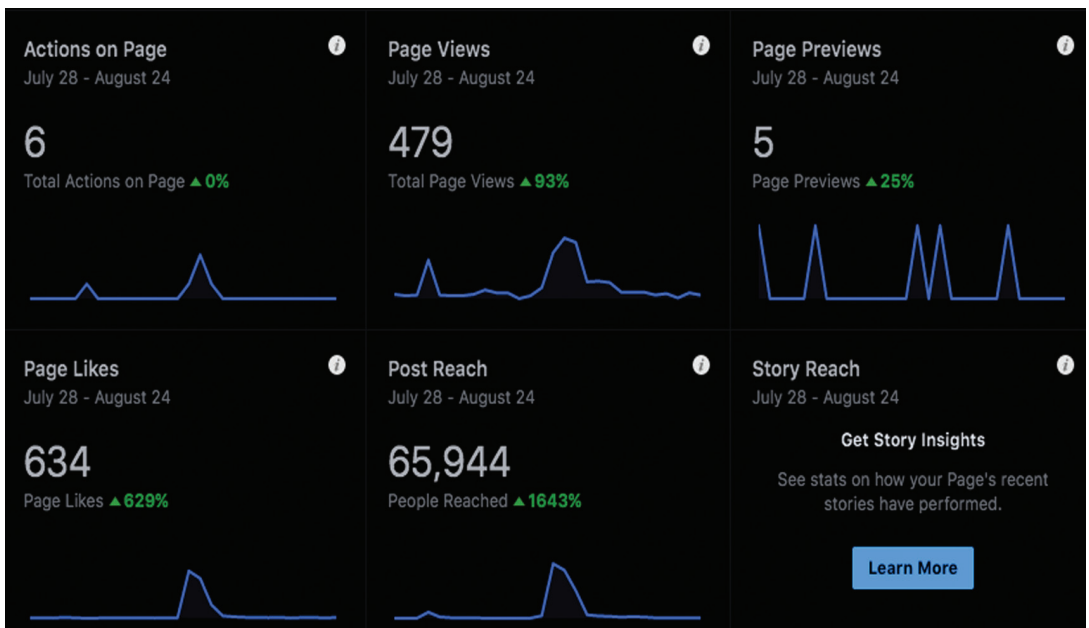 Actions on Page
July 28 - August 24
6
Total Actions on Page ▲ 0%
Page Views
July 28 - August 24
479
Total Page Views ▲ 93%
Page Previews
July 28 - August 24
5
Page Previews ▲ 25%
Page Likes
July 28 - August 24
634
Page Likes ▲ 629%
Post Reach
July 28 - August 24
65,944
People Reached ▲ 1643%
Story Reach
July 28 - August 24
Get Story Insights
See stats on how your Page's recent
stories have performed.
Learn More